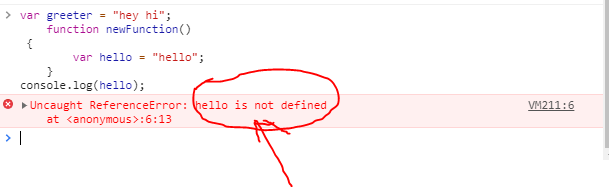 var greeter = "hey hi";
function newFunction()
{
var hello = "hello";
}
console.log(hello);
Uncaught ReferenceError: hello is not defined VM211:6
at <anonymous>:6:13